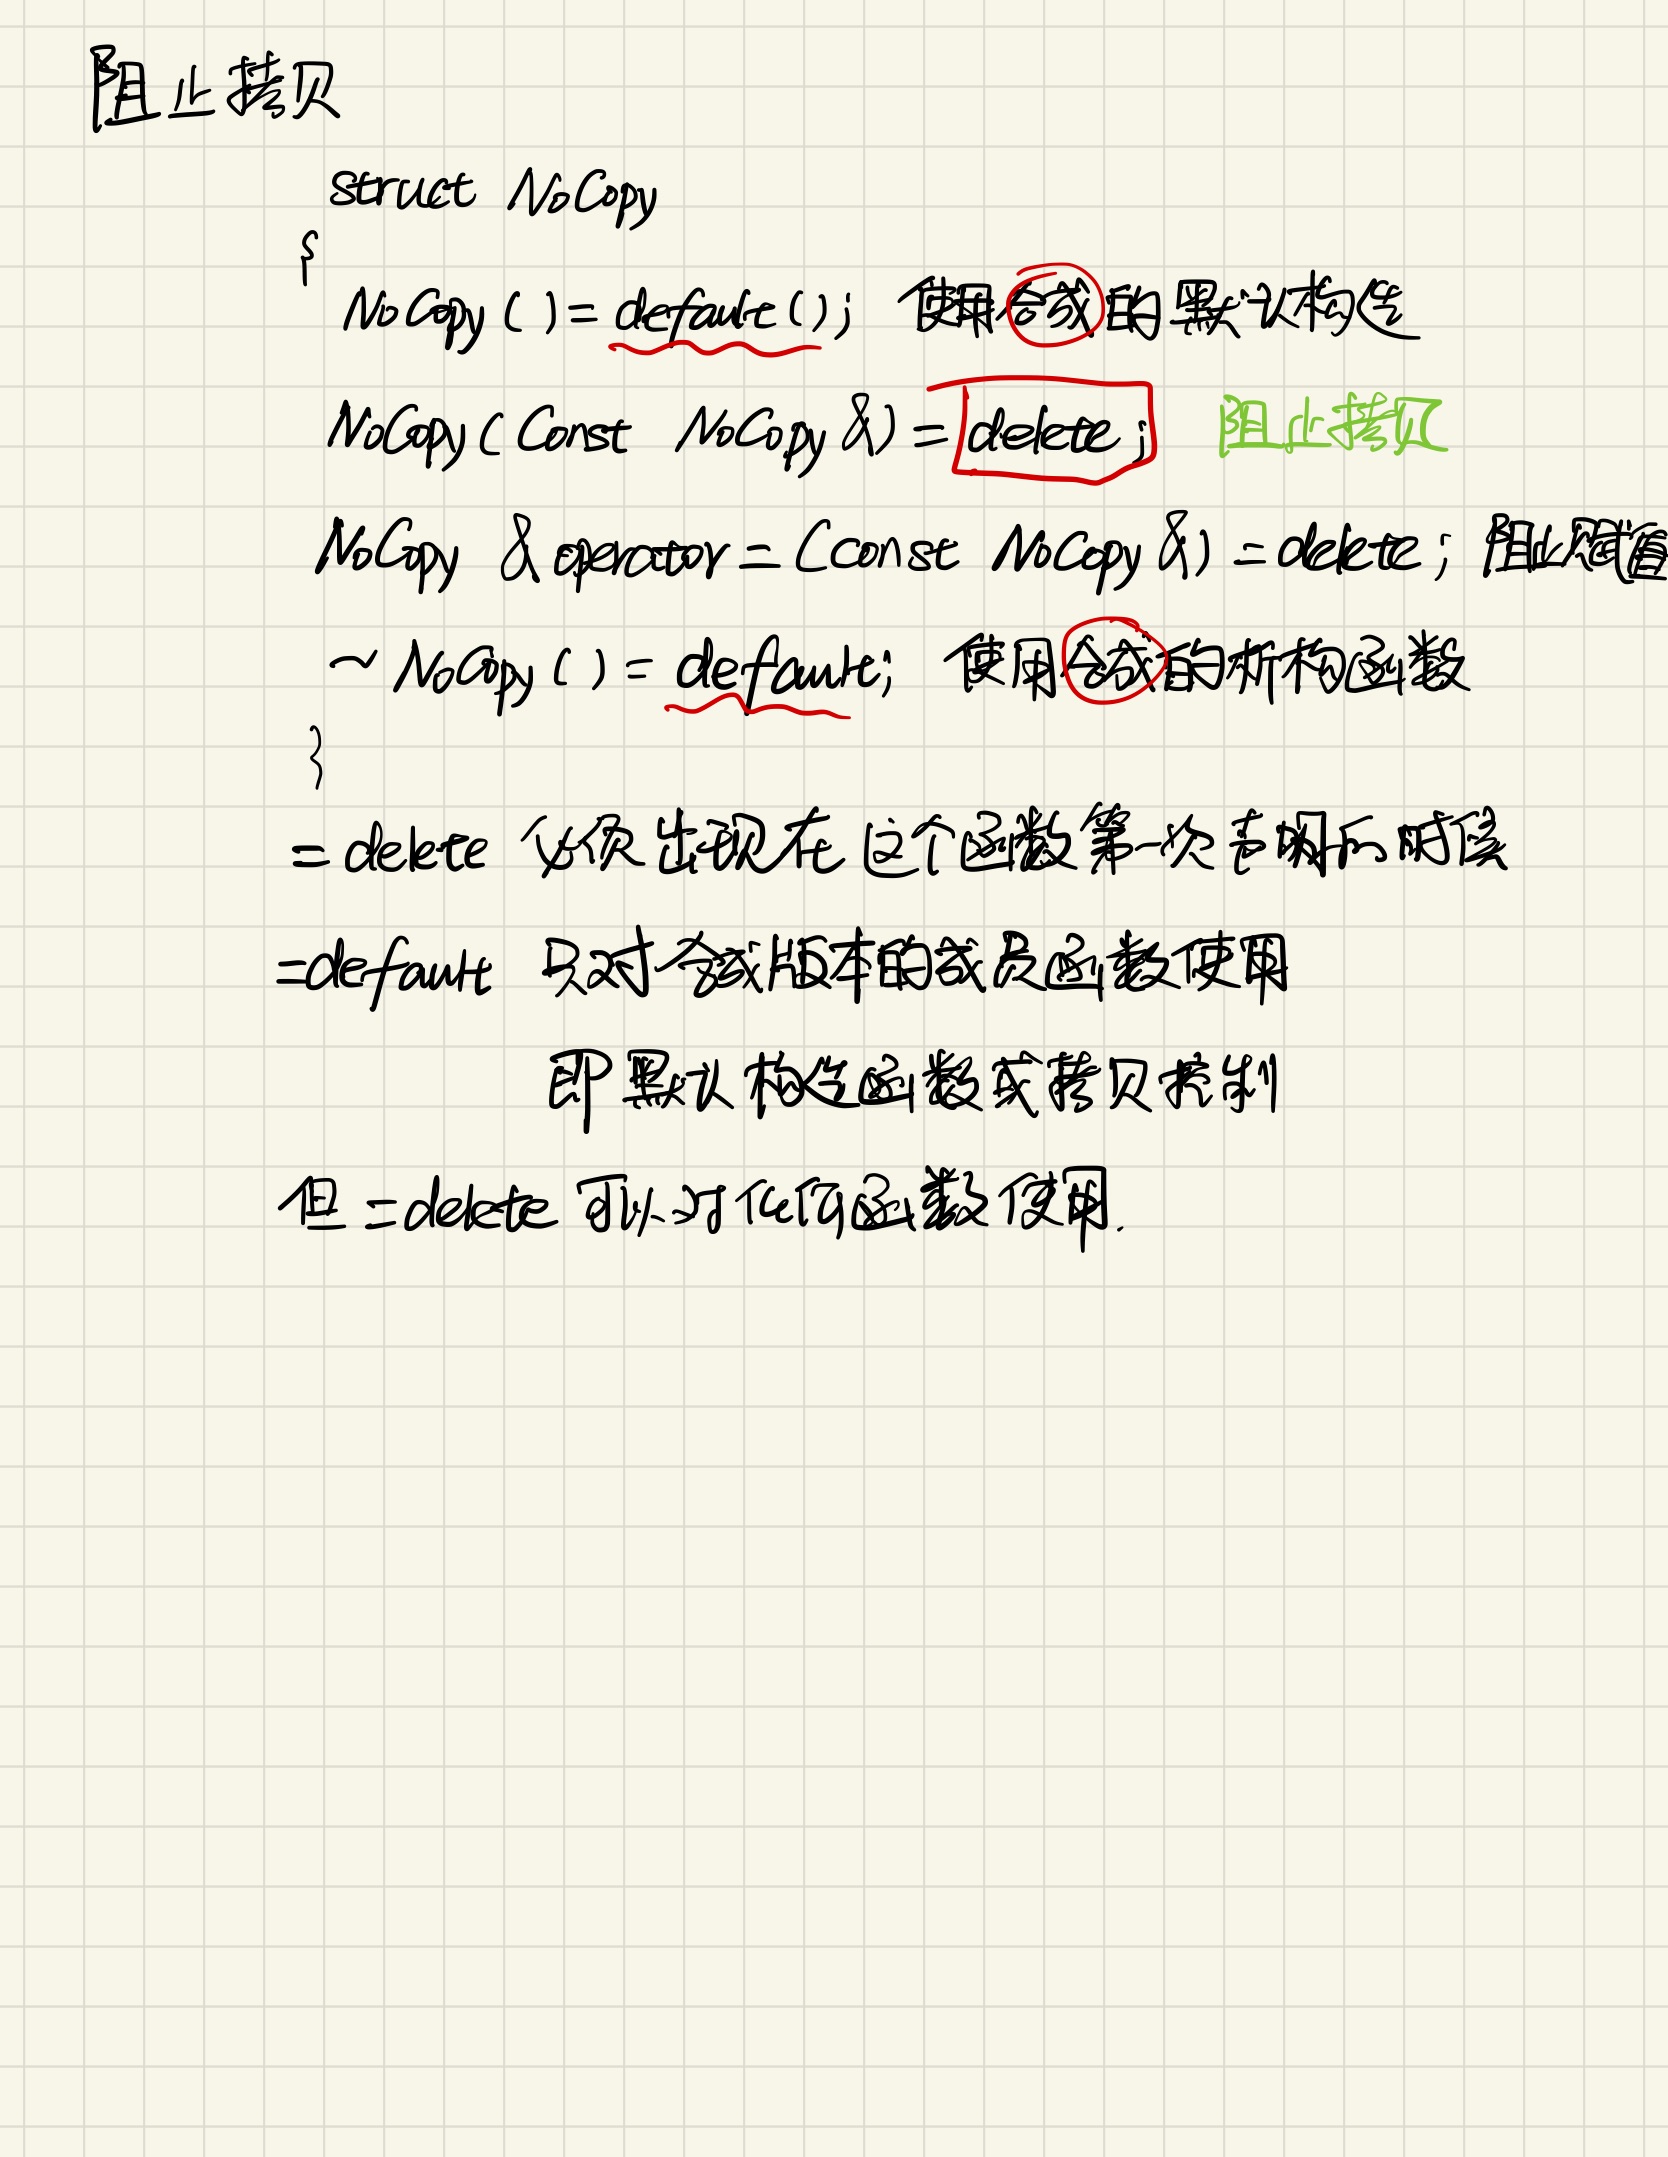 阻止拷贝
struct NoCopy
{
NoCopy() = default(); 使用合成的默认构造
NoCopy(Const NoCopy &) = delete; 阻止拷贝
NoCopy & operator = (const NoCopy &) = delete; 阻止赋值
~ NoCopy() = default; 使用合成的析构函数
}
= delete 必须出现在这个函数第一次声明的时候
=default 只对合成版本的成员函数使用
即默认构造函数或拷贝控制
但 =delete 可以对任何函数使用.